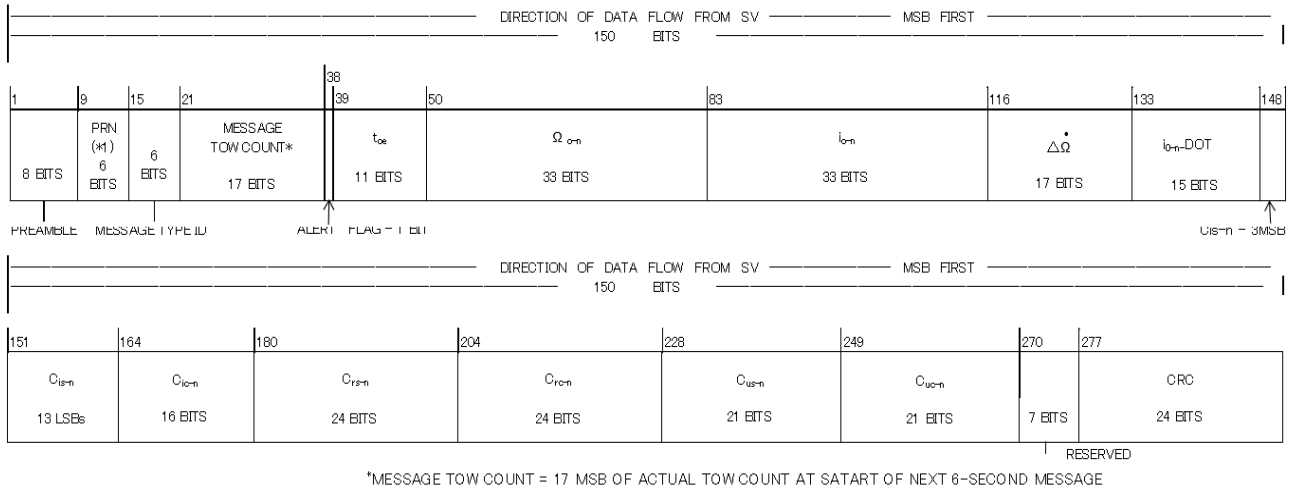 DIRECTION OF DATA FLOW FROM SV MSB FIRST
150 BITS
38
1 9 15 21 39 50 83 116 133 148
PRN (*1) 6 BITS
MESSAGE TOW COUNT*
8 BITS
6 BITS
17 BITS
t_oe
11 BITS
Ω_o-n
33 BITS
i_o-n
33 BITS
△Ω̇
17 BITS
i_0-n-DOT
15 BITS
PREAMBLE MESSAGE TYPE ID ALERT FLAG - 1 BIT Cis-n - 3MSB
DIRECTION OF DATA FLOW FROM SV MSB FIRST
150 BITS
151 164 180 204 228 249 270 277
C_is-n C_ic-n C_rs-n C_rc-n C_us-n C_uc-n CRC
13 LSBs 16 BITS 24 BITS 24 BITS 21 BITS 21 BITS 7 BITS 24 BITS
RESERVED
*MESSAGE TOW COUNT = 17 MSB OF ACTUAL TOW COUNT AT SATART OF NEXT 6-SECOND MESSAGE